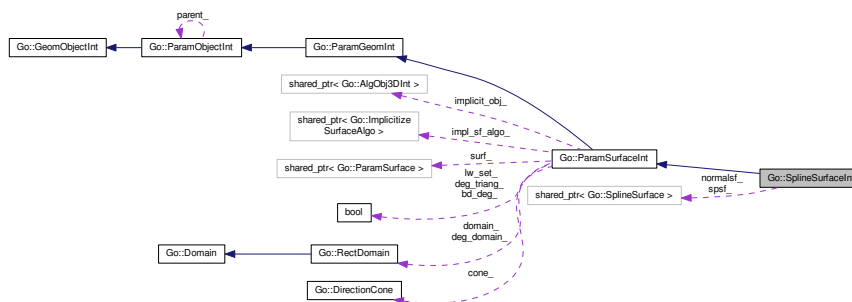 parent_
Go::GeomObjectInt
Go::ParamObjectInt
Go::ParamGeomInt
shared_ptr< Go::AlgObj3DInt >
implicit_obj_
shared_ptr< Go::Implicitize
SurfaceAlgo >
impl_sf_algo_
shared_ptr< Go::ParamSurface >
surf_
Go::ParamSurfaceInt
Go::SplineSurfaceInt
lw_set_
deg_triang_
bd_deg_
normalsf_
spsf_
shared_ptr< Go::SplineSurface >
bool
domain_
deg_domain_
Go::Domain
Go::RectDomain
cone_
Go::DirectionCone